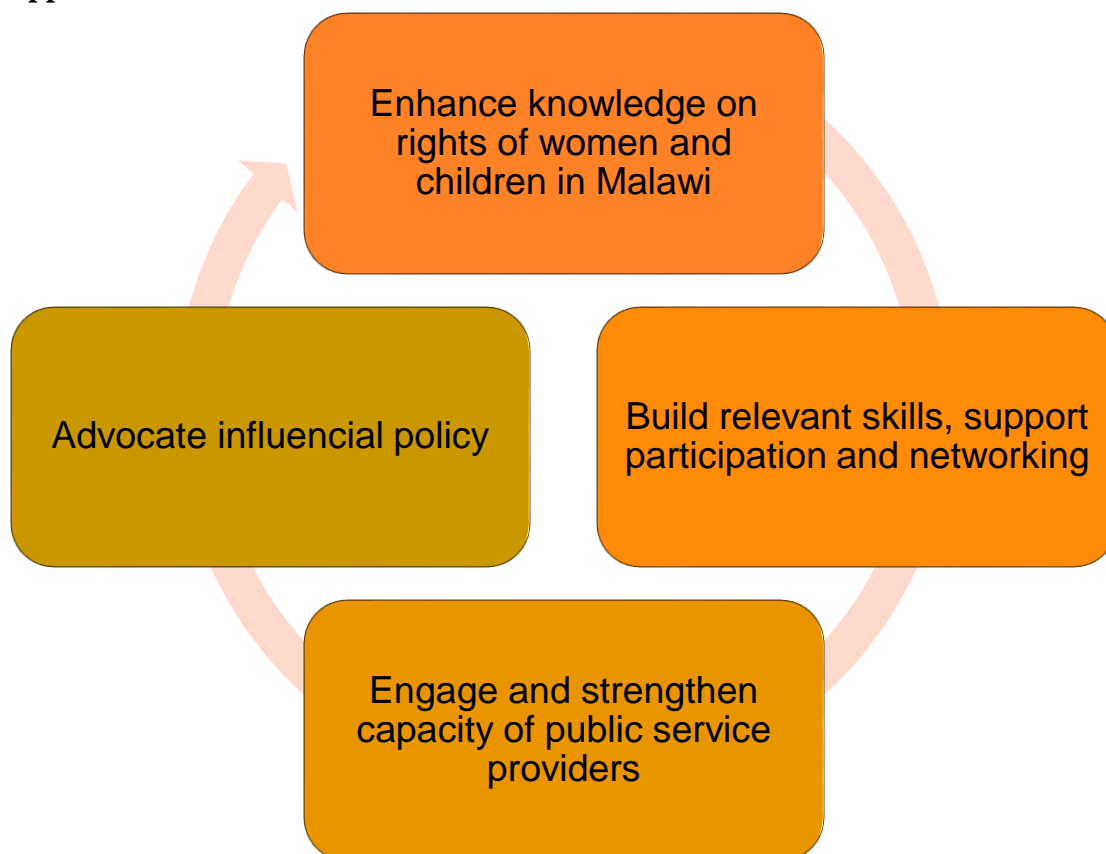 Enhance knowledge on
rights of women and
children in Malawi
Advocate influencial policy
Build relevant skills, support
participation and networking
Engage and strengthen
capacity of public service
providers